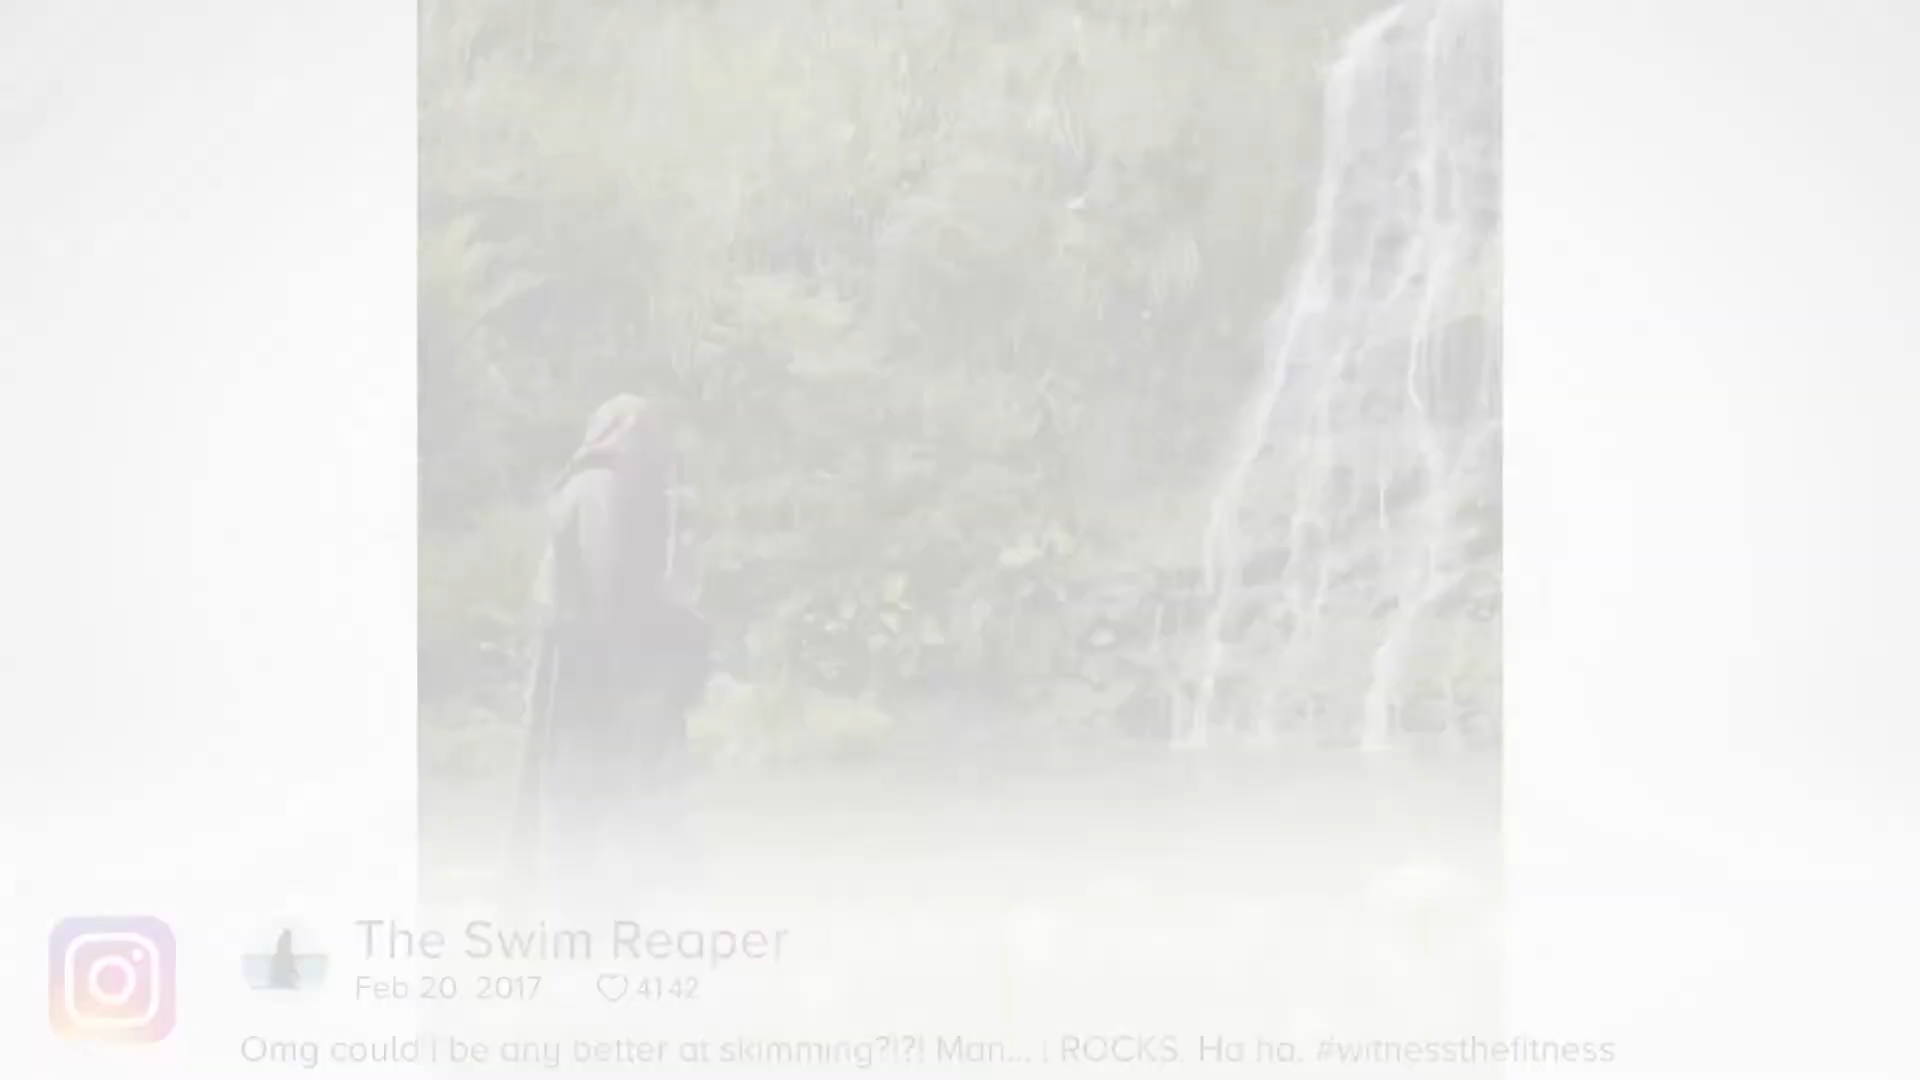 The Swim Reaper
Feb 20, 2017 4142
Omg could I be any better at skimming?!?! Man... I ROCKS. Ha ha. #witnessthefitness